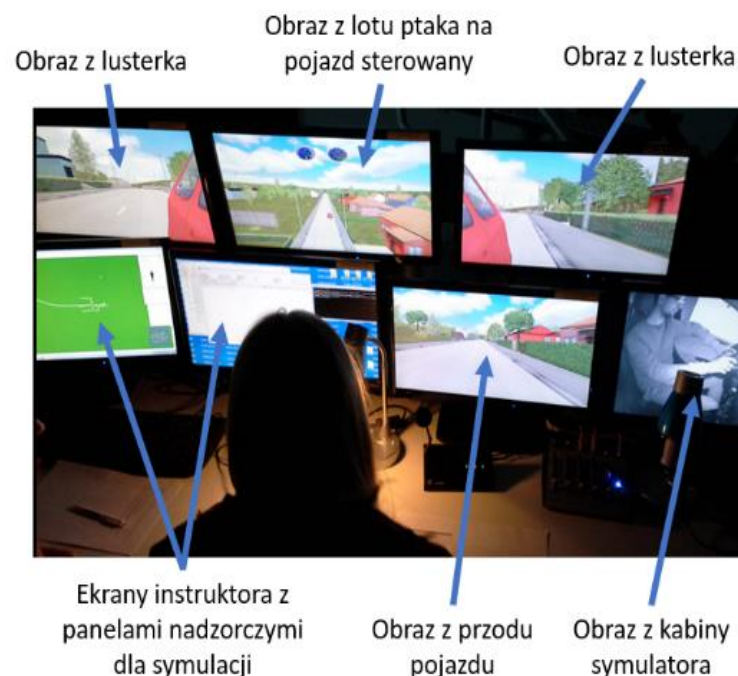 Obraz z lusterka
Obraz z lotu ptaka na
pojazd sterowany
Obraz z lusterka
Ekrany instruktora z
panelami nadzorczymi
dla symulacji
Obraz z przodu
pojazdu
Obraz z kabiny
symulatora